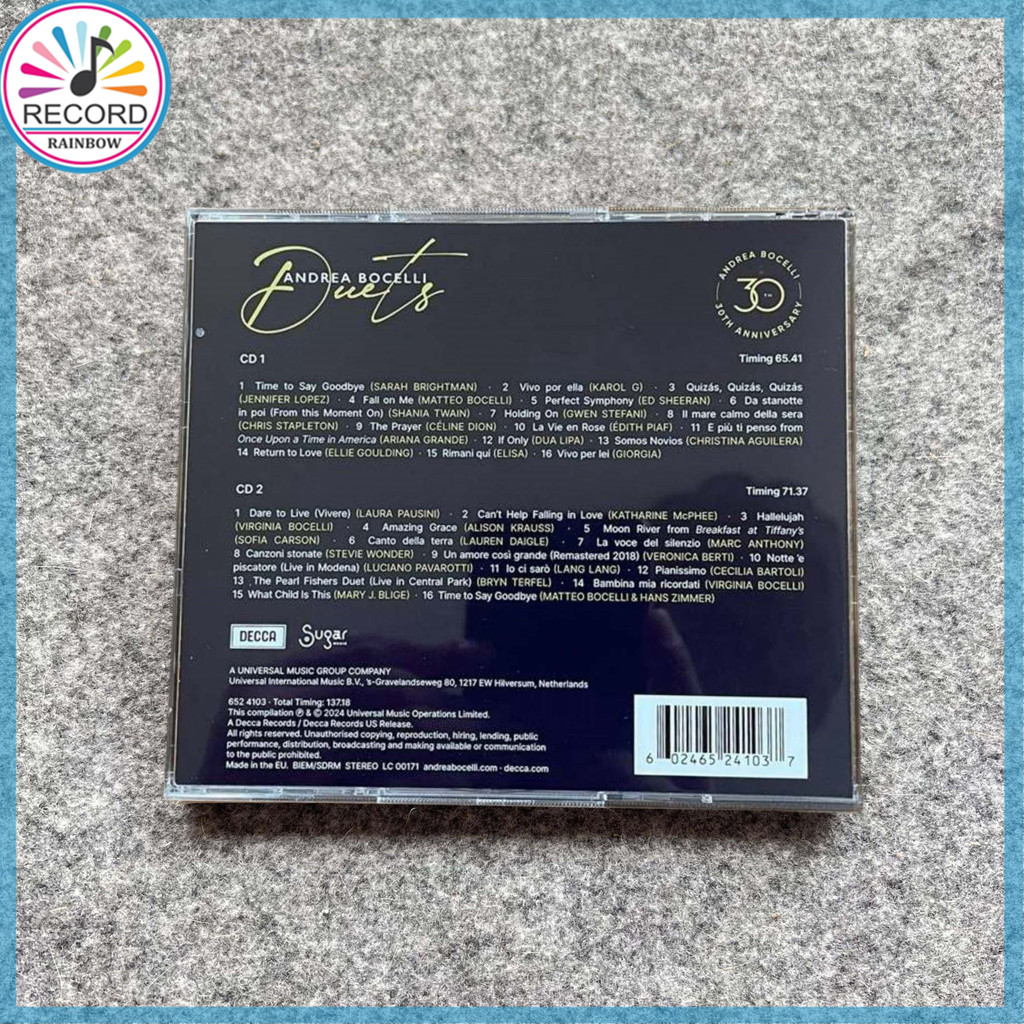 RECORD
RAINBOW
ANDREA BOCELLI
Duets
ANDREA BOCELLI
30TH
30TH ANNIVERSARY
CD 1 Timing 65.41
1 Time to Say Goodbye (SARAH BRIGHTMAN) · 2 Vivo por ella (KAROL G) · 3 Quizás, Quizás, Quizás
(JENNIFER LOPEZ) · 4 Fall on Me (MATTEO BOCELLI) · 5 Perfect Symphony (ED SHEERAN) · 6 Da stanotte
in poi (From this Moment On) (SHANIA TWAIN) · 7 Holding On (GWEN STEFANI) · 8 Il mare calmo della sera
(CHRIS STAPLETON) · 9 The Prayer (CÉLINE DION) · 10 La Vie en Rose (ÉDITH PIAF) · 11 E più ti penso from
Once Upon a Time in America (ARIANA GRANDE) · 12 If Only (DUA LIPA) · 13 Somos Novios (CHRISTINA AGUILERA)
14 Return to Love (ELLIE GOULDING) · 15 Rimani qui (ELISA) · 16 Vivo per lei (GIORGIA)
CD 2 Timing 71.37
1 Dare to Live (Vivere) (LAURA PAUSINI) · 2 Can't Help Falling in Love (KATHARINE McPHEE) · 3 Hallelujah
(VIRGINIA BOCELLI) · 4 Amazing Grace (ALISON KRAUSS) · 5 Moon River from Breakfast at Tiffany's
(SOFIA CARSON) · 6 Canto della terra (LAUREN DAIGLE) · 7 La voce del silenzio (MARC ANTHONY)
8 Canzoni stonate (STEVIE WONDER) · 9 Un amore così grande (Remastered 2018) (VERONICA BERTI) · 10 Notte 'e
piscatore (Live in Modena) (LUCIANO PAVAROTTI) · 11 Io ci sarò (LANG LANG) · 12 Pianissimo (CECILIA BARTOLI)
13 The Pearl Fishers Duet (Live in Central Park) (BRYN TERFEL) · 14 Bambina mia ricordati (VIRGINIA BOCELLI)
15 What Child Is This (MARY J. BLIGE) · 16 Time to Say Goodbye (MATTEO BOCELLI & HANS ZIMMER)
DECCA Sugar MUSIC
A UNIVERSAL MUSIC GROUP COMPANY
Universal International Music B.V., 's-Gravelandseweg 80, 1217 EW Hilversum, Netherlands
652 4103 · Total Timing: 137.18
This compilation ℗ & © 2024 Universal Music Operations Limited.
A Decca Records / Decca Records US Release.
All rights reserved. Unauthorised copying, reproduction, hiring, lending, public
performance, distribution, broadcasting and making available or communication
to the public prohibited.
Made in the EU. BIEM/SDRM STEREO LC 00171 andreabocelli.com · decca.com
6 02465 24103 7